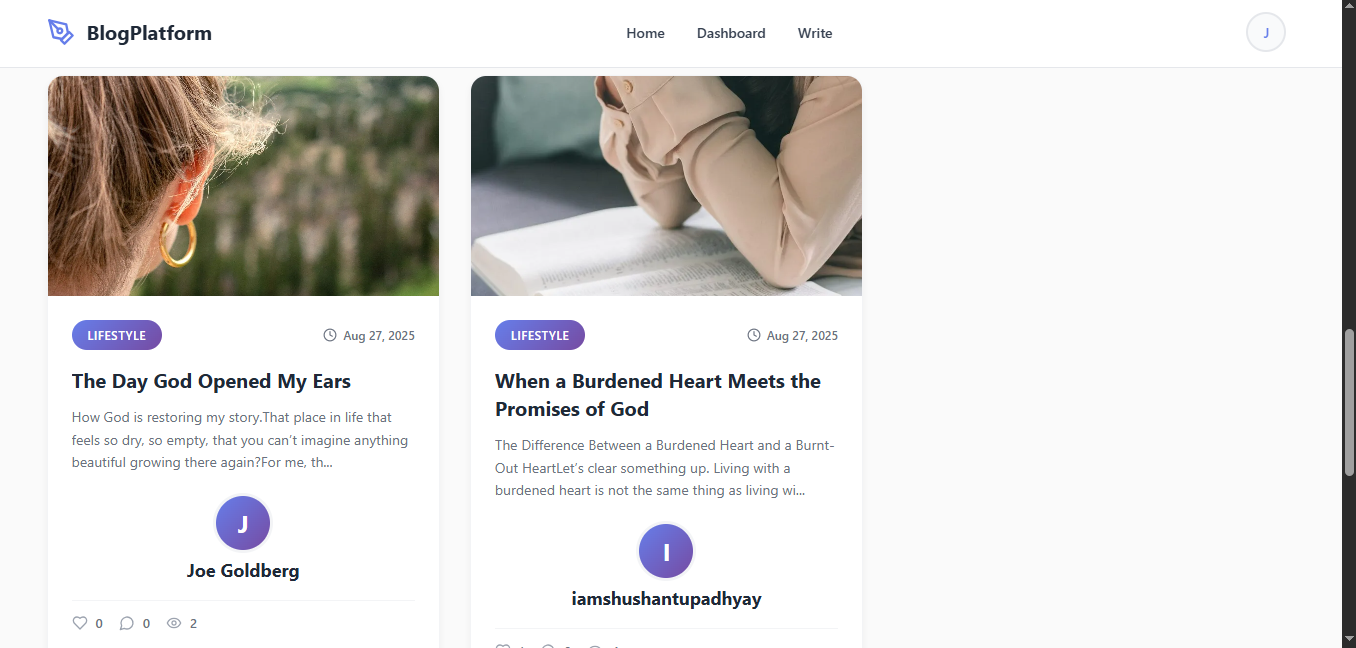 BlogPlatform
Home Dashboard Write
J
LIFESTYLE
Aug 27, 2025
The Day God Opened My Ears
How God is restoring my story.That place in life that
feels so dry, so empty, that you can’t imagine anything
beautiful growing there again?For me, th...
J
Joe Goldberg
0 0 2
LIFESTYLE
Aug 27, 2025
When a Burdened Heart Meets the
Promises of God
The Difference Between a Burdened Heart and a Burnt-
Out HeartLet’s clear something up. Living with a
burdened heart is not the same thing as living wi...
I
iamshushantupadhyay